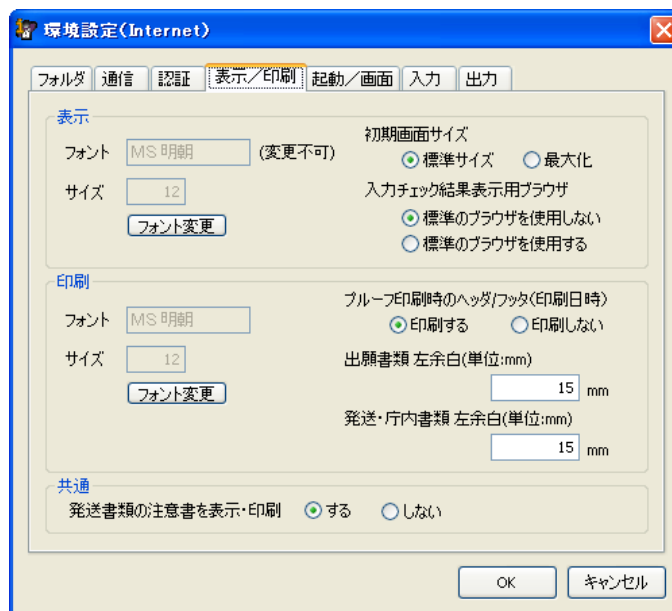 環境設定(Internet)
フォルダ 通信 認証 表示／印刷 起動／画面 入力 出力
表示
フォント MS 明朝 (変更不可)
サイズ 12
フォント変更
初期画面サイズ
標準サイズ 最大化
入力チェック結果表示用ブラウザ
標準のブラウザを使用しない
標準のブラウザを使用する
印刷
フォント MS 明朝
サイズ 12
フォント変更
プルーフ印刷時のヘッダ/フッタ(印刷日時)
印刷する 印刷しない
出願書類 左余白(単位:mm)
15 mm
発送・庁内書類 左余白(単位:mm)
15 mm
共通
発送書類の注意書を表示・印刷 する しない
OK キャンセル